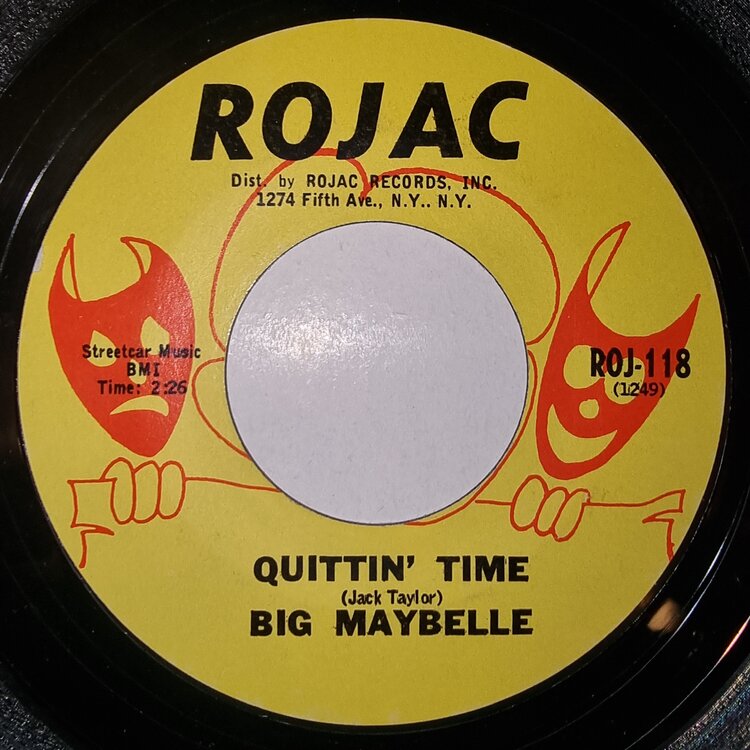 ROJAC
Dist. by ROJAC RECORDS, INC.
1274 Fifth Ave., N.Y.. N.Y.
Streetcar Music
BMI
Time: 2:26
ROJ-118
(1249)
QUITTIN' TIME
(Jack Taylor)
BIG MAYBELLE